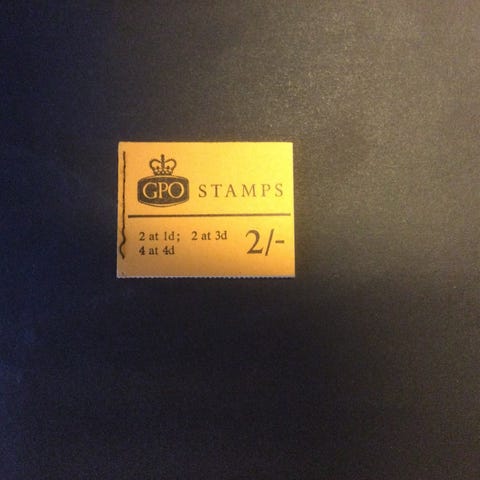 GPO STAMPS
2 at 1d; 2 at 3d
4 at 4d
2/-